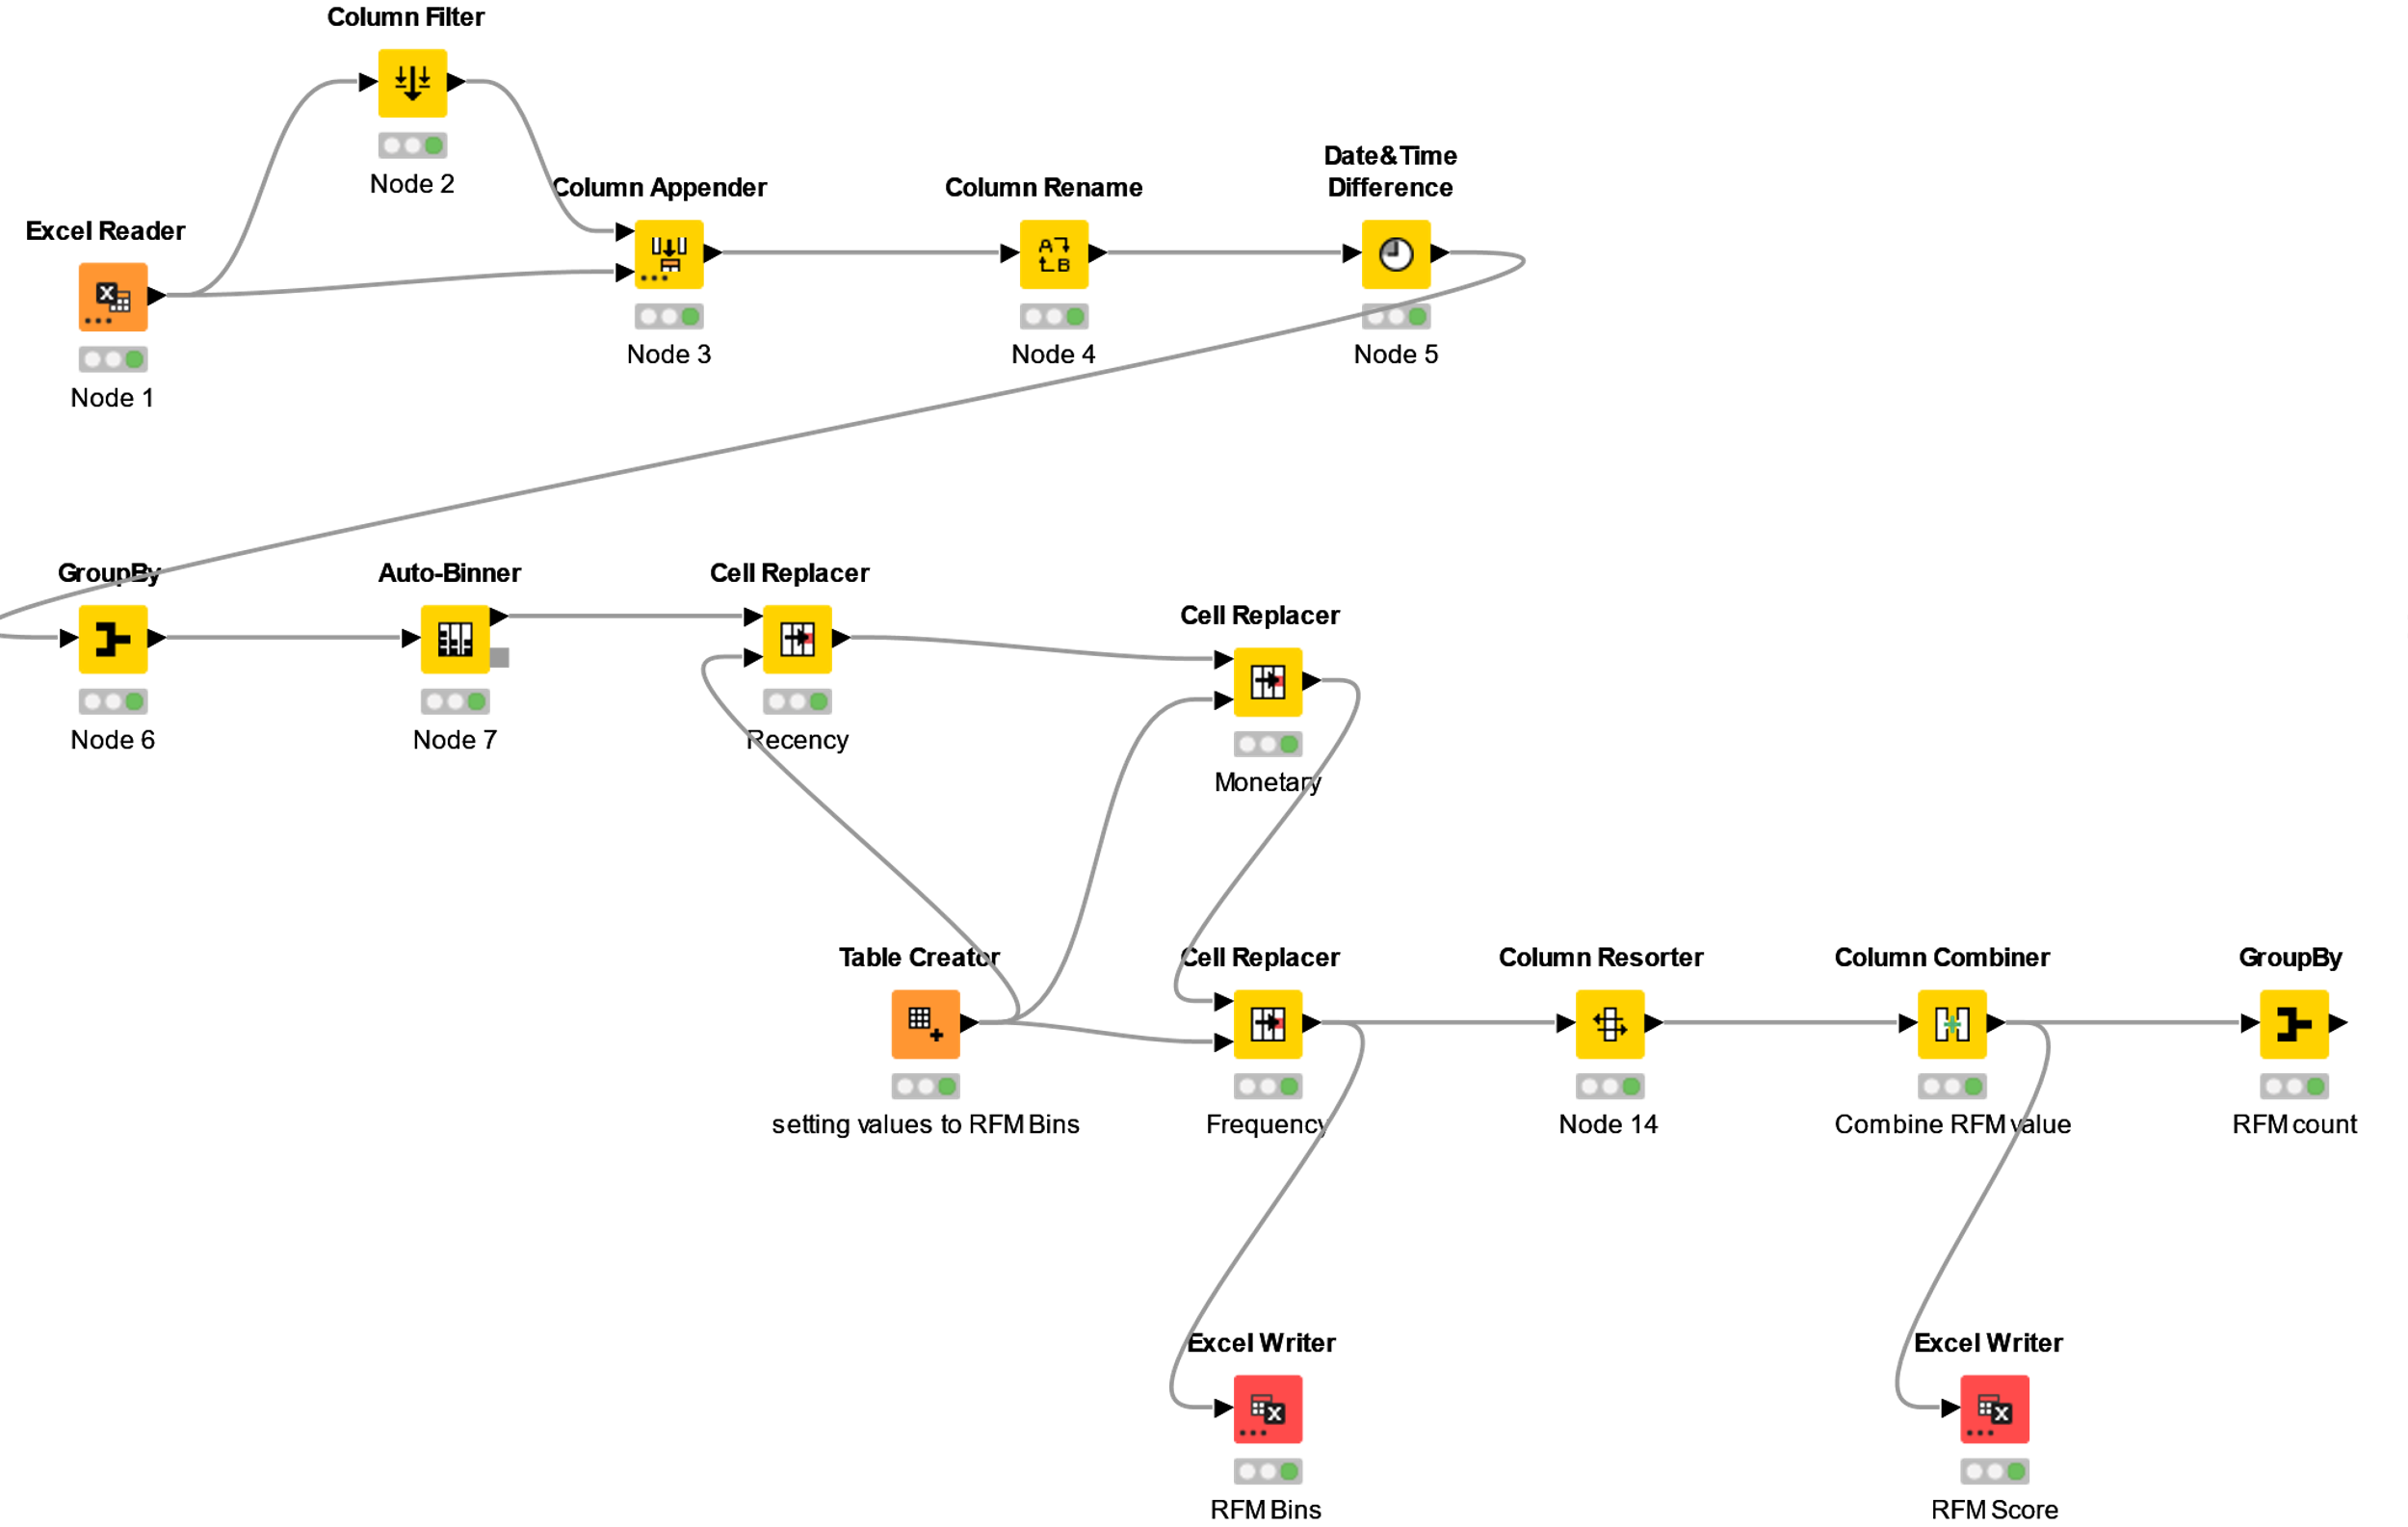 Column Filter
Node 2
Excel Reader
Node 1
Column Appender
Node 3
Column Rename
Node 4
Date&Time
Difference
Node 5
GroupBy
Node 6
Auto-Binner
Node 7
Cell Replacer
Recency
Cell Replacer
Monetary
Table Creator
setting values to RFM Bins
Cell Replacer
Frequency
Column Resorter
Node 14
Column Combiner
Combine RFM value
GroupBy
RFM count
Excel Writer
RFM Bins
Excel Writer
RFM Score